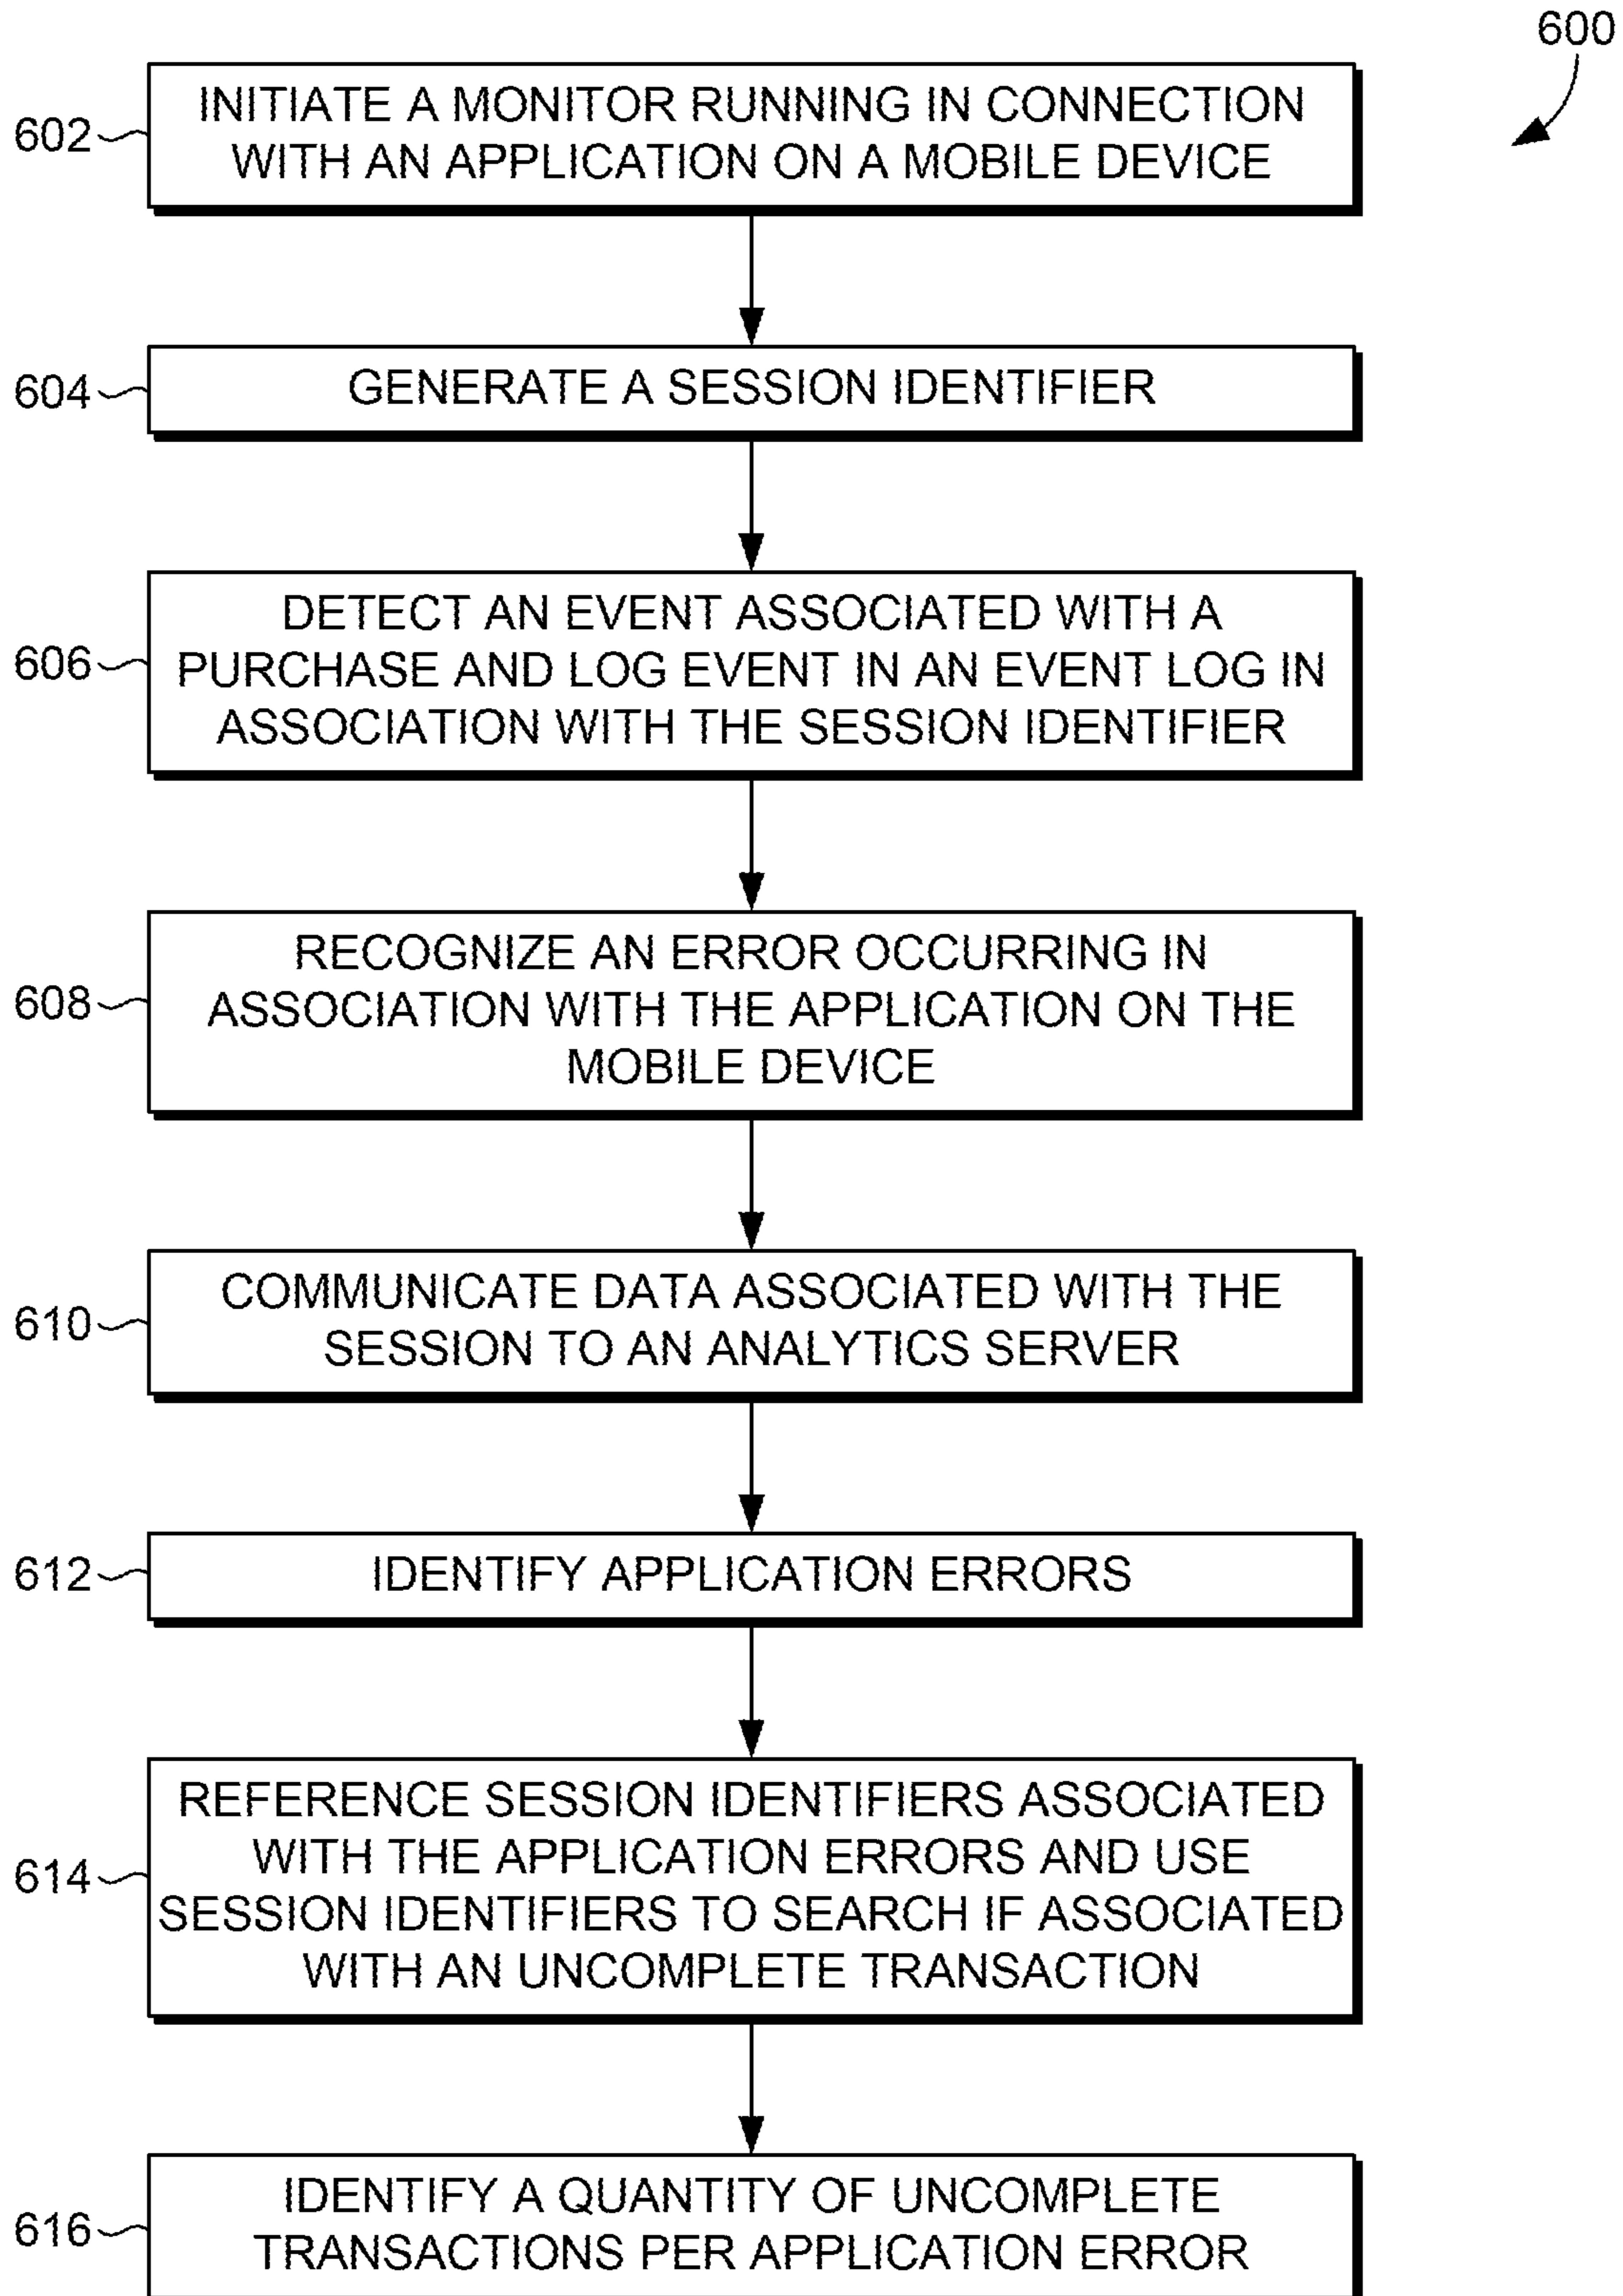 600
602
INITIATE A MONITOR RUNNING IN CONNECTION
WITH AN APPLICATION ON A MOBILE DEVICE
604
GENERATE A SESSION IDENTIFIER
606
DETECT AN EVENT ASSOCIATED WITH A
PURCHASE AND LOG EVENT IN AN EVENT LOG IN
ASSOCIATION WITH THE SESSION IDENTIFIER
608
RECOGNIZE AN ERROR OCCURRING IN
ASSOCIATION WITH THE APPLICATION ON THE
MOBILE DEVICE
610
COMMUNICATE DATA ASSOCIATED WITH THE
SESSION TO AN ANALYTICS SERVER
612
IDENTIFY APPLICATION ERRORS
614
REFERENCE SESSION IDENTIFIERS ASSOCIATED
WITH THE APPLICATION ERRORS AND USE
SESSION IDENTIFIERS TO SEARCH IF ASSOCIATED
WITH AN UNCOMPLETE TRANSACTION
616
IDENTIFY A QUANTITY OF UNCOMPLETE
TRANSACTIONS PER APPLICATION ERROR